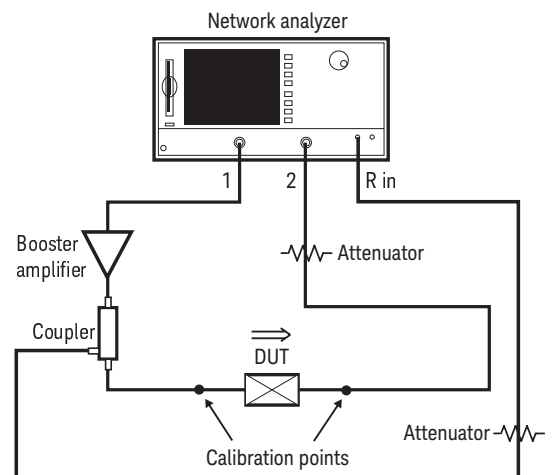 Network analyzer
1
2
R in
Booster
amplifier
Attenuator
Coupler
DUT
Attenuator
Calibration points